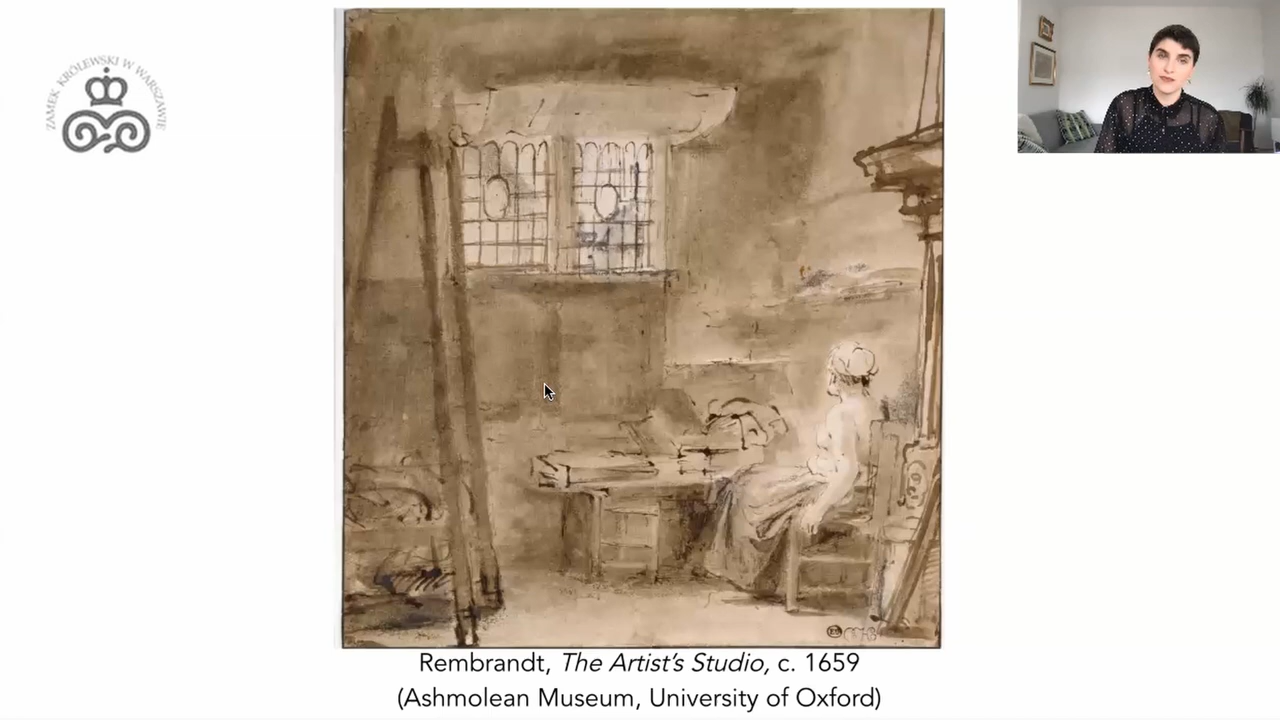 ZAMEK KRÓLEWSKI W WARSZAWIE
Rembrandt, The Artist's Studio, c. 1659
(Ashmolean Museum, University of Oxford)